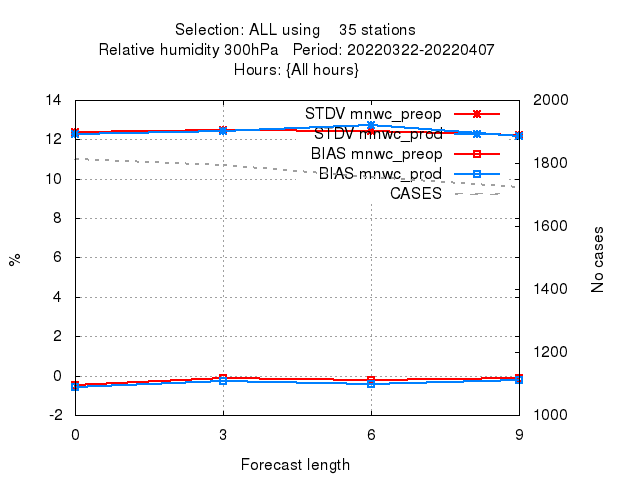 Selection: ALL using    35 stations
Relative humidity 300hPa   Period: 20220322-20220407
Hours: {All hours}
14
12
10
8
6
4
2
0
-2
2000
1800
1600
1400
1200
1000
STDV mnwc_preop
STDV mnwc_prod
BIAS mnwc_preop
BIAS mnwc_prod
CASES
%
No cases
0 3 6 9
Forecast length